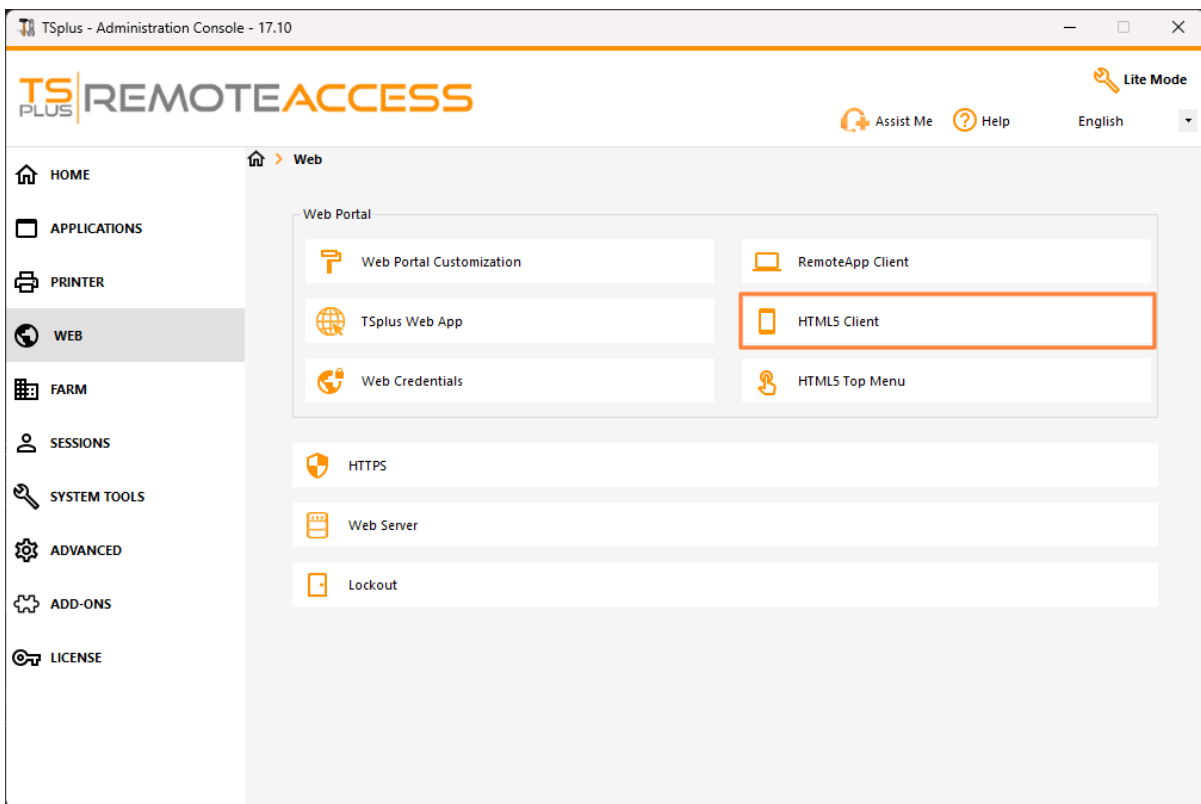 TSplus - Administration Console - 17.10
TS PLUS REMOTEACCESS
Lite Mode
Assist Me
Help
English
HOME
APPLICATIONS
PRINTER
WEB
FARM
SESSIONS
SYSTEM TOOLS
ADVANCED
ADD-ONS
LICENSE
Web
Web Portal
Web Portal Customization
RemoteApp Client
TSplus Web App
HTML5 Client
Web Credentials
HTML5 Top Menu
HTTPS
Web Server
Lockout